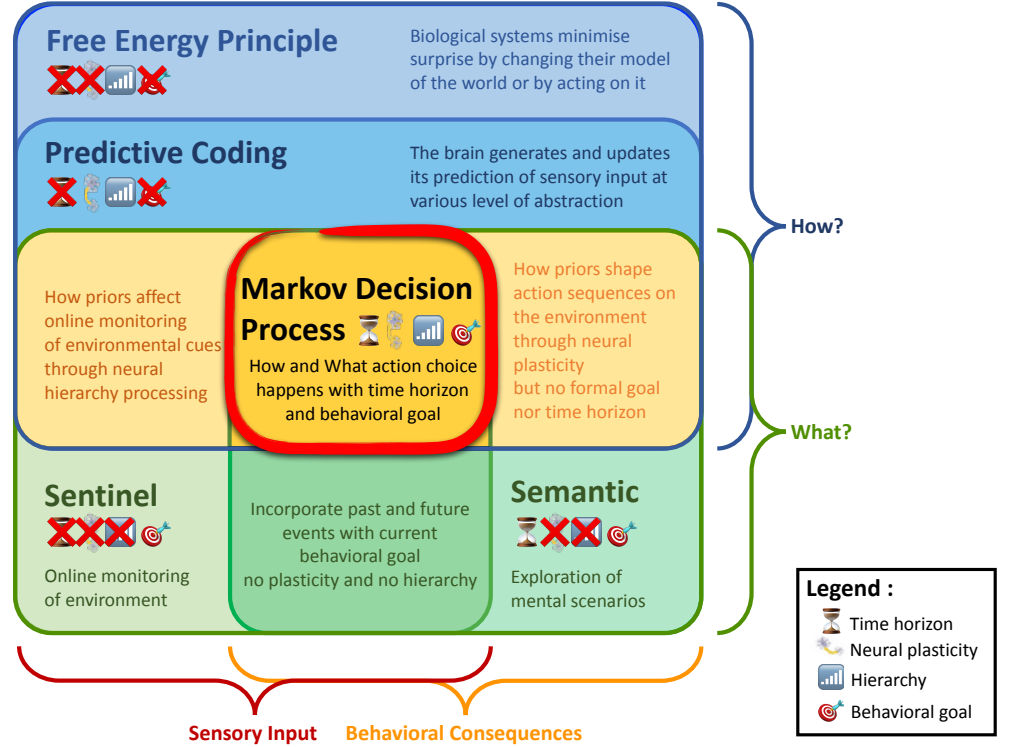 Free Energy Principle
Biological systems minimise
surprise by changing their model
of the world or by acting on it
Predictive Coding
The brain generates and updates
its prediction of sensory input at
various level of abstraction
How?
How priors affect
online monitoring
of environmental cues
through neural
hierarchy processing
Markov Decision
Process
How and What action choice
happens with time horizon
and behavioral goal
How priors shape
action sequences on
the environment
through neural
plasticity
but no formal goal
nor time horizon
What?
Sentinel
Online monitoring
of environment
Incorporate past and future
events with current
behavioral goal
no plasticity and no hierarchy
Semantic
Exploration of
mental scenarios
Legend :
Time horizon
Neural plasticity
Hierarchy
Behavioral goal
Sensory Input
Behavioral Consequences